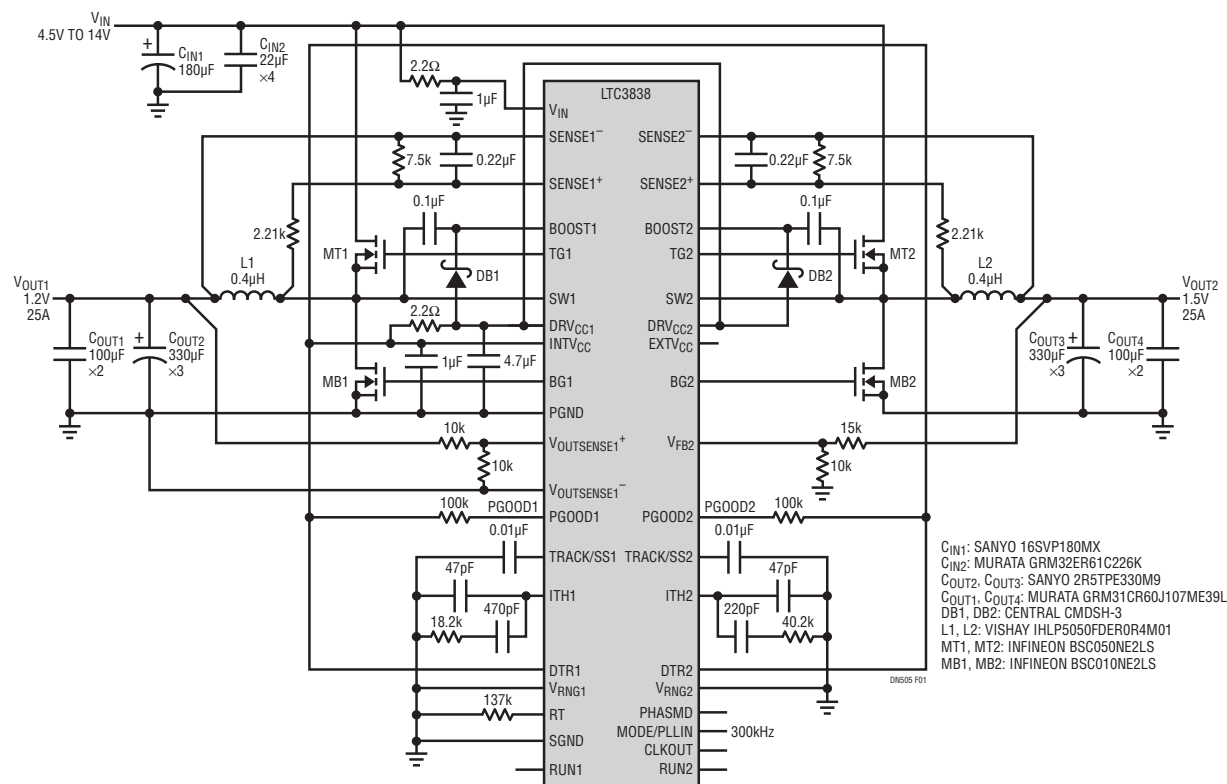 VIN
4.5V TO 14V
CIN1
180µF
CIN2
22µF
×4
2.2Ω
1µF
LTC3838
VIN
SENSE1–
SENSE2–
7.5k
0.22µF
0.22µF
7.5k
SENSE1+
SENSE2+
0.1µF
0.1µF
2.21k
BOOST1
BOOST2
2.21k
MT1
TG1
TG2
MT2
DB1
DB2
L1
0.4µH
L2
0.4µH
VOUT1
1.2V
25A
SW1
SW2
VOUT2
1.5V
25A
2.2Ω
DRVCC1
DRVCC2
INTVCC
EXTVCC
COUT1
100µF
×2
COUT2
330µF
×3
1µF
4.7µF
COUT3
330µF
×3
COUT4
100µF
×2
MB1
BG1
BG2
MB2
PGND
10k
VOUTSENSE1+
VFB2
15k
10k
10k
VOUTSENSE1–
100k
PGOOD1
PGOOD1
PGOOD2
PGOOD2
100k
0.01µF
0.01µF
TRACK/SS1
TRACK/SS2
47pF
47pF
ITH1
ITH2
470pF
220pF
18.2k
40.2k
DTR1
DTR2
VRNG1
VRNG2
137k
RT
PHASMD
MODE/PLLIN
300kHz
SGND
CLKOUT
RUN1
RUN2
CIN1: SANYO 16SVP180MX
CIN2: MURATA GRM32ER61C226K
COUT2, COUT3: SANYO 2R5TPE330M9
COUT1, COUT4: MURATA GRM31CR60J107ME39L
DB1, DB2: CENTRAL CMDSH-3
L1, L2: VISHAY IHLP5050FDER0R4M01
MT1, MT2: INFINEON BSC050NE2LS
MB1, MB2: INFINEON BSC010NE2LS
DN505 F01